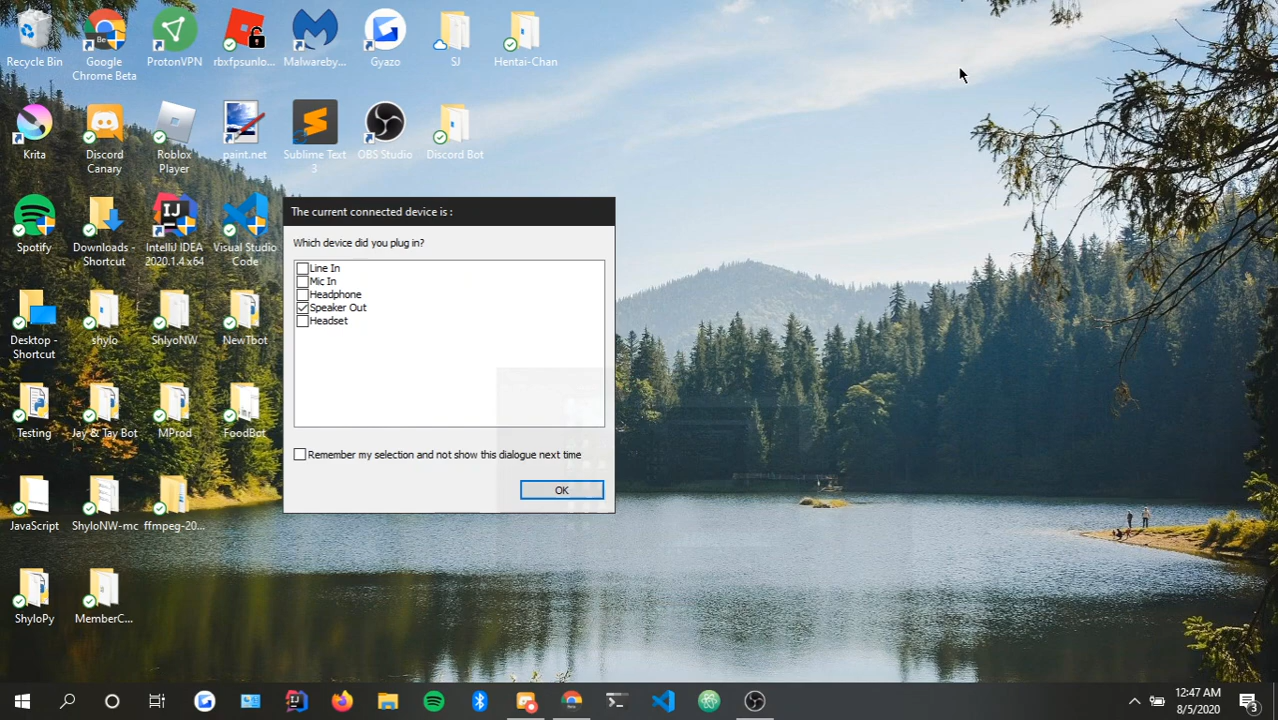 Recycle Bin
Google
Chrome Beta
ProtonVPN
rbxfpsunlo...
Malwareby...
Gyazo
SJ
Hentai-Chan
Krita
Discord
Canary
Roblox
Player
paint.net
Sublime Text
3
OBS Studio
Discord Bot
Spotify
Downloads -
Shortcut
IntelliJ IDEA
2020.1.4 x64
Visual Studio
Code
Desktop -
Shortcut
shylo
ShlyoNW
NewTbot
Testing
Jay & Tay Bot
MProd
FoodBot
JavaScript
ShyloNW-mc
ffmpeg-20...
ShyloPy
MemberC...
The current connected device is :
Which device did you plug in?
Line In
Mic In
Headphone
Speaker Out
Headset
Remember my selection and not show this dialogue next time
OK
12:47 AM
8/5/2020
3